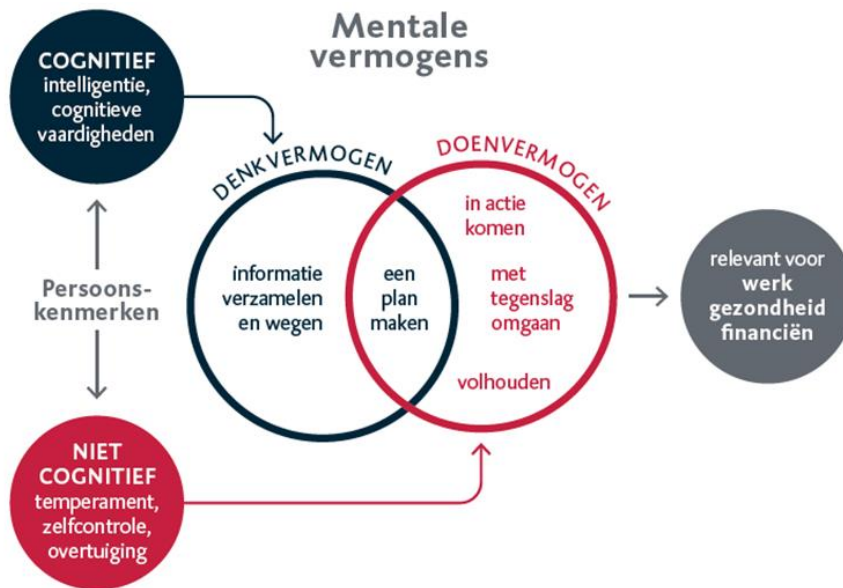 Mentale
vermogens
COGNITIEF
intelligentie,
cognitieve
vaardigheden
Persoons-
kenmerken
NIET
COGNITIEF
temperament,
zelfcontrole,
overtuiging
DENKVERMOGEN
informatie
verzamelen
en wegen
een
plan
maken
DOENVERMOGEN
in actie
komen
met
tegenslag
omgaan
volhouden
relevant voor
werk
gezondheid
financiën